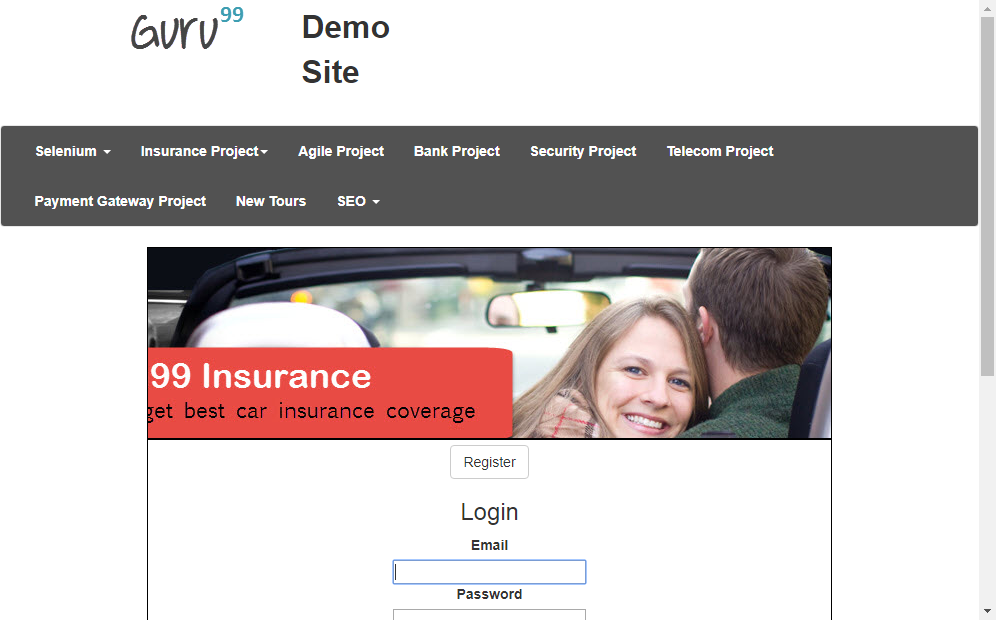 Guru99
Demo
Site
Selenium
Insurance Project
Agile Project
Bank Project
Security Project
Telecom Project
Payment Gateway Project
New Tours
SEO
99 Insurance
get best car insurance coverage
Register
Login
Email
Password